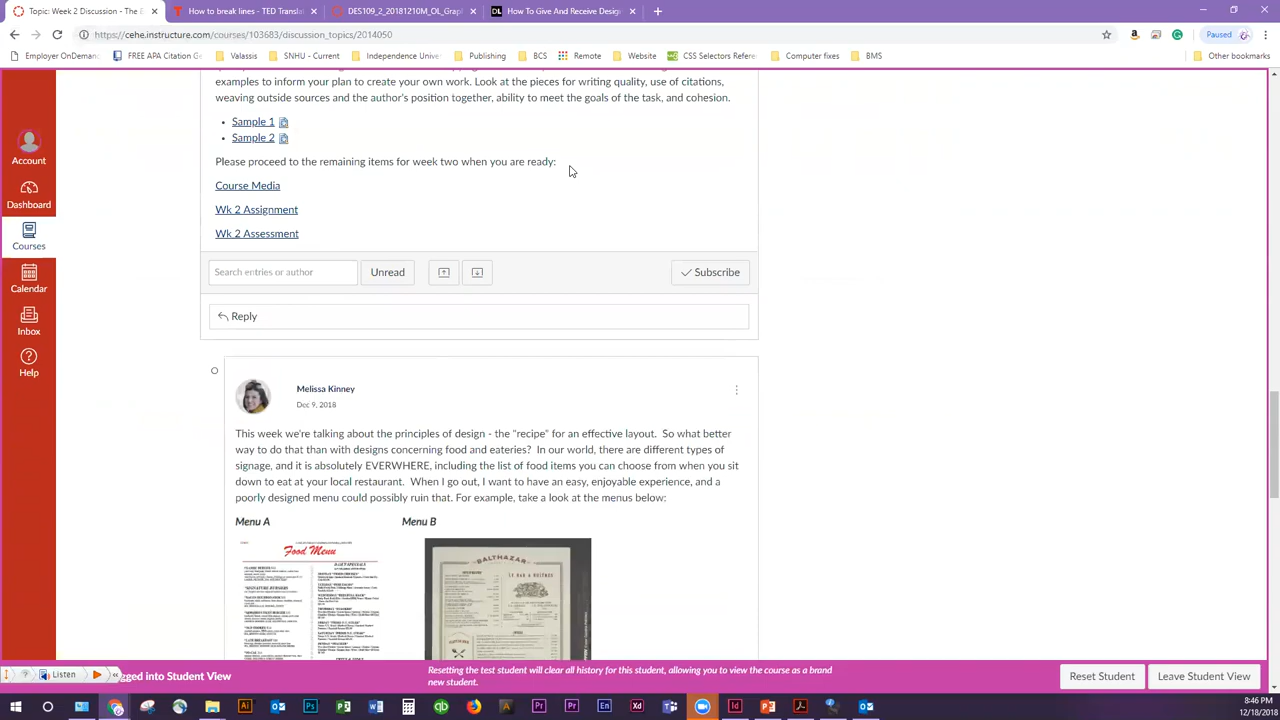 Topic: Week 2 Discussion - The B
How to break lines - TED Transla
DES109_2_20181210M_OL_Grap
How To Give And Receive Design
https://cehe.instructure.com/courses/103683/discussion_topics/2014050
Paused
Employer OnDeman
FREE APA Citation Ge
Valassis
SNHU - Current
Independence Univer
Publishing
BCS
Remote
Website
CSS Selectors Refere
Computer fixes
BMS
Other bookmarks
examples to inform your plan to create your own work. Look at the pieces for writing quality, use of citations,
weaving outside sources and the author's position together, ability to meet the goals of the task, and cohesion.
Sample 1
Sample 2
Please proceed to the remaining items for week two when you are ready:
Course Media
Wk 2 Assignment
Wk 2 Assessment
Account
Dashboard
Courses
Calendar
Inbox
Help
Search entries or author
Unread
Subscribe
Reply
Melissa Kinney
Dec 9, 2018
This week we're talking about the principles of design - the "recipe" for an effective layout. So what better
way to do that than with designs concerning food and eateries? In our world, there are different types of
signage, and it is absolutely EVERWHERE, including the list of food items you can choose from when you sit
down to eat at your local restaurant. When I go out, I want to have an easy, enjoyable experience, and a
poorly designed menu could possibly ruin that. For example, take a look at the menus below:
Menu A
Menu B
Food Menu
BALTHAZAR
Listen
gged into Student View
Resetting the test student will clear all history for this student, allowing you to view the course as a brand
new student.
Reset Student
Leave Student View
8:46 PM
12/18/2018